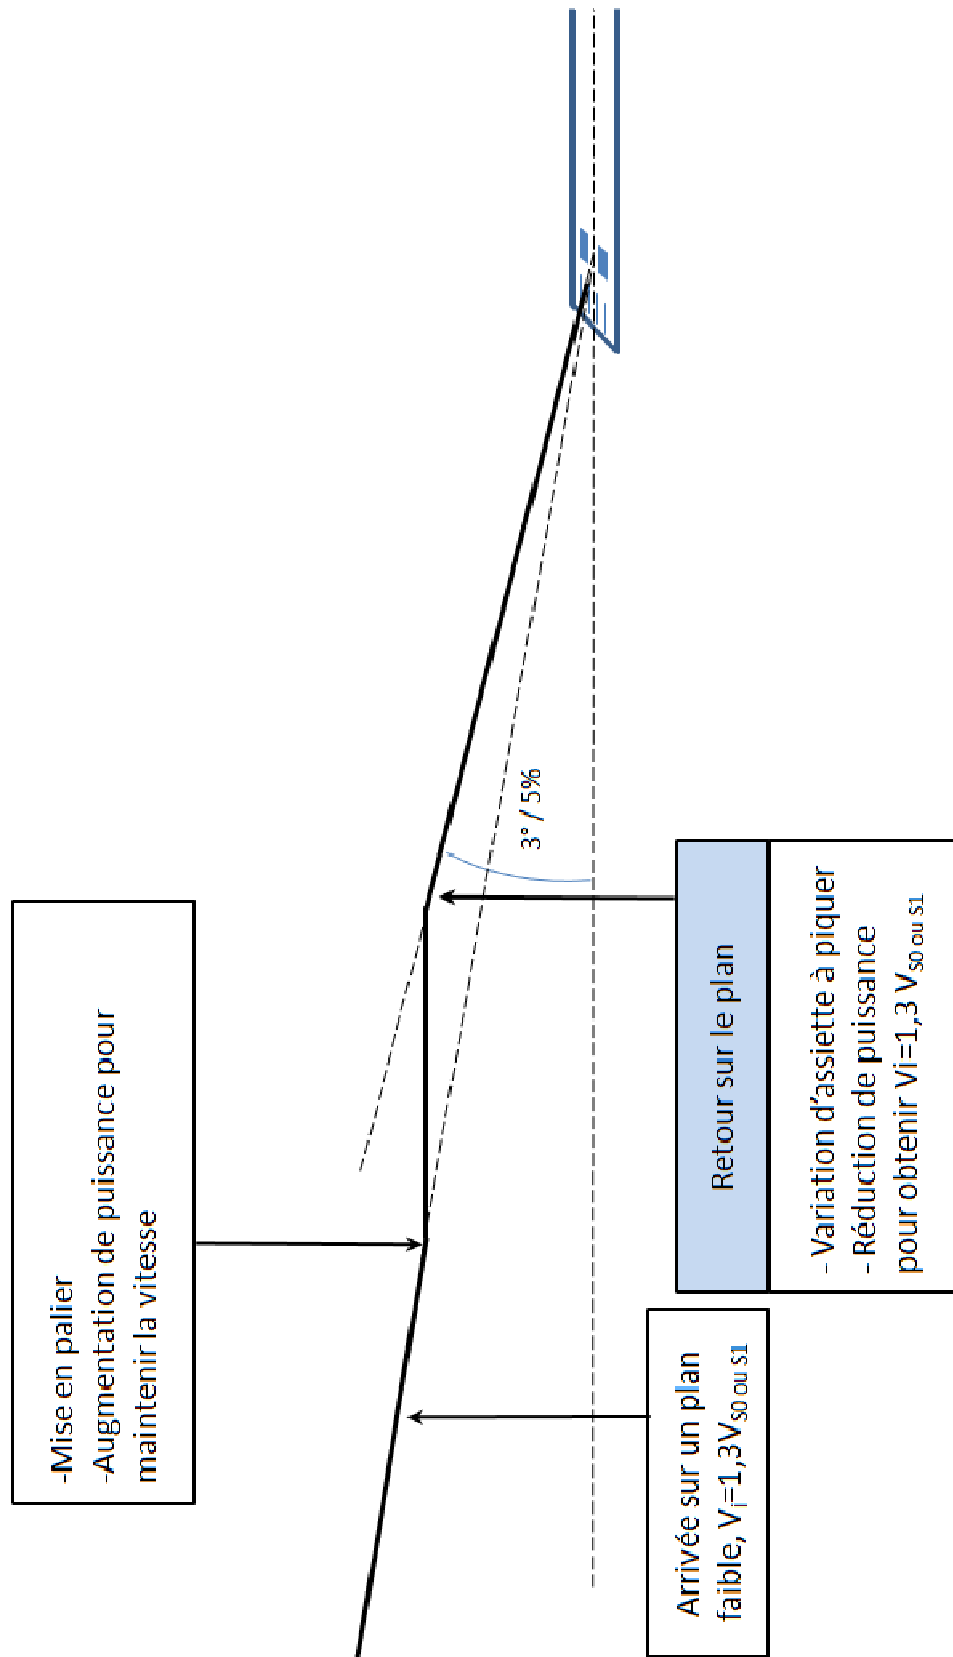 -Mise en palier
-Augmentation de puissance pour
maintenir la vitesse
3° / 5%
Arrivée sur un plan
faible, Vi=1,3VS0 ou S1
Retour sur le plan
- Variation d'assiette à piquer
- Réduction de puissance
pour obtenir Vi=1,3 VS0 ou S1